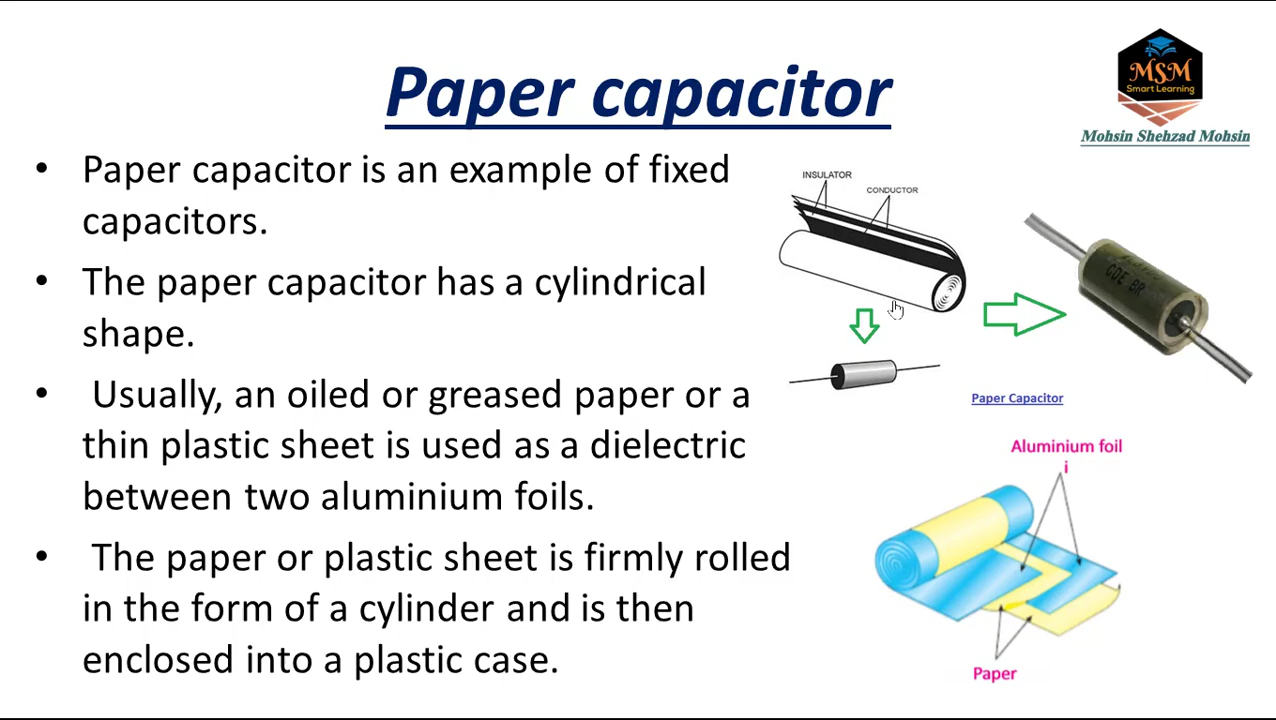 Paper capacitor
MSM
Smart Learning
Mohsin Shehzad Mohsin
• Paper capacitor is an example of fixed
capacitors.
• The paper capacitor has a cylindrical
shape.
• Usually, an oiled or greased paper or a
thin plastic sheet is used as a dielectric
between two aluminium foils.
• The paper or plastic sheet is firmly rolled
in the form of a cylinder and is then
enclosed into a plastic case.
INSULATOR
CONDUCTOR
CDE BR
Paper Capacitor
Aluminium foil
i
Paper